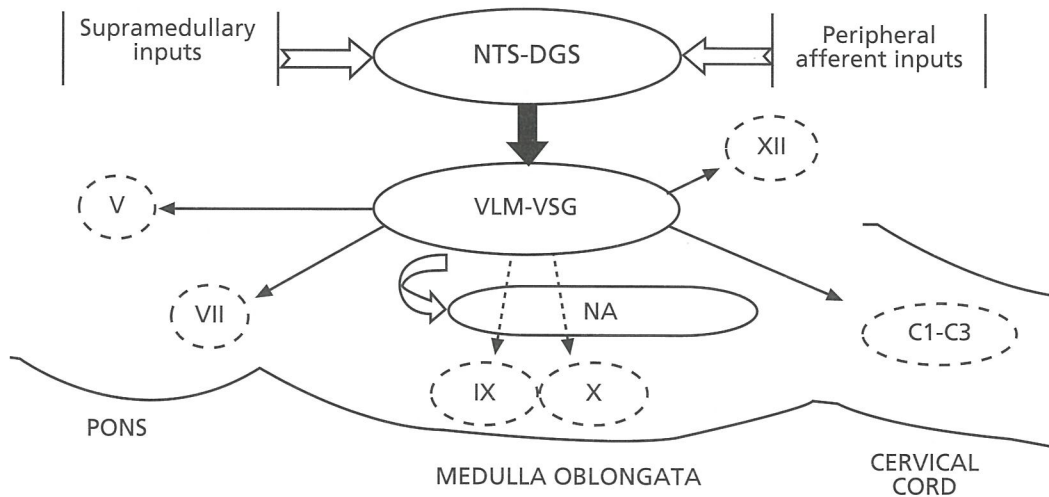 Supramedullary
inputs
NTS-DGS
Peripheral
afferent inputs
XII
V
VLM-VSG
VII
NA
C1-C3
IX
X
PONS
MEDULLA OBLONGATA
CERVICAL
CORD